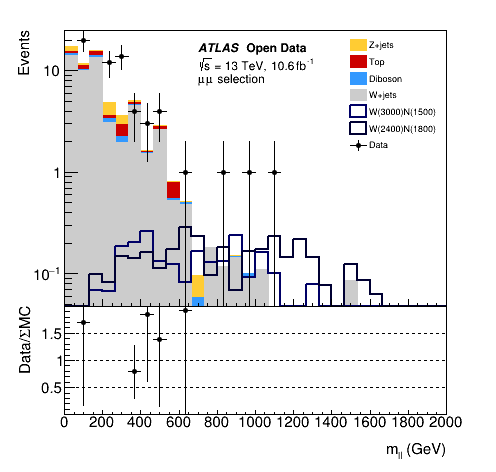 Events
ATLAS Open Data
√s = 13 TeV, 10.6fb⁻¹
μμ selection
Z+jets
Top
Diboson
W+jets
W(3000)N(1500)
W(2400)N(1800)
Data
10
1
10⁻¹
Data/ΣMC
1.5
1
0.5
0 200 400 600 800 1000 1200 1400 1600 1800 2000
m_ll (GeV)